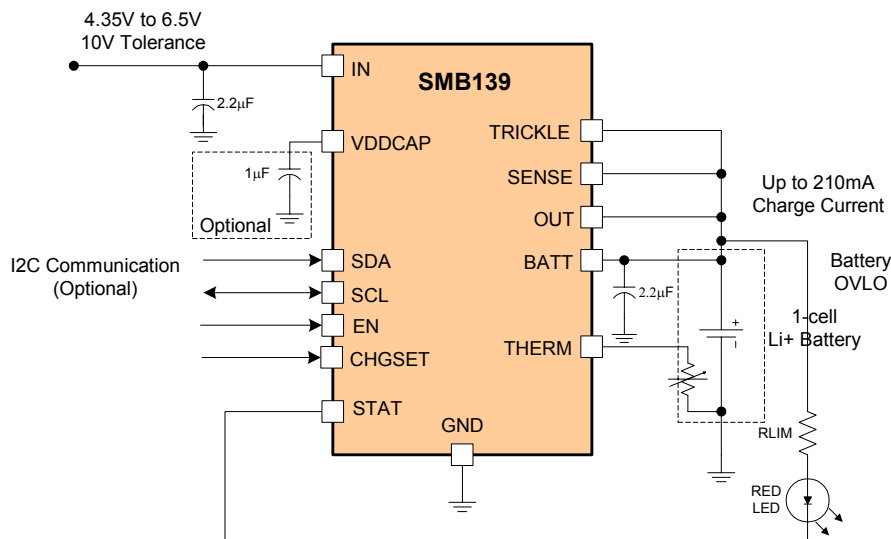 4.35V to 6.5V
10V Tolerance
IN
SMB139
2.2µF
VDDCAP
TRICKLE
1µF
SENSE
Up to 210mA
Charge Current
Optional
OUT
I2C Communication
(Optional)
SDA
BATT
Battery
OVLO
SCL
2.2µF
EN
1-cell
Li+ Battery
+
–
CHGSET
THERM
STAT
GND
RLIM
RED
LED